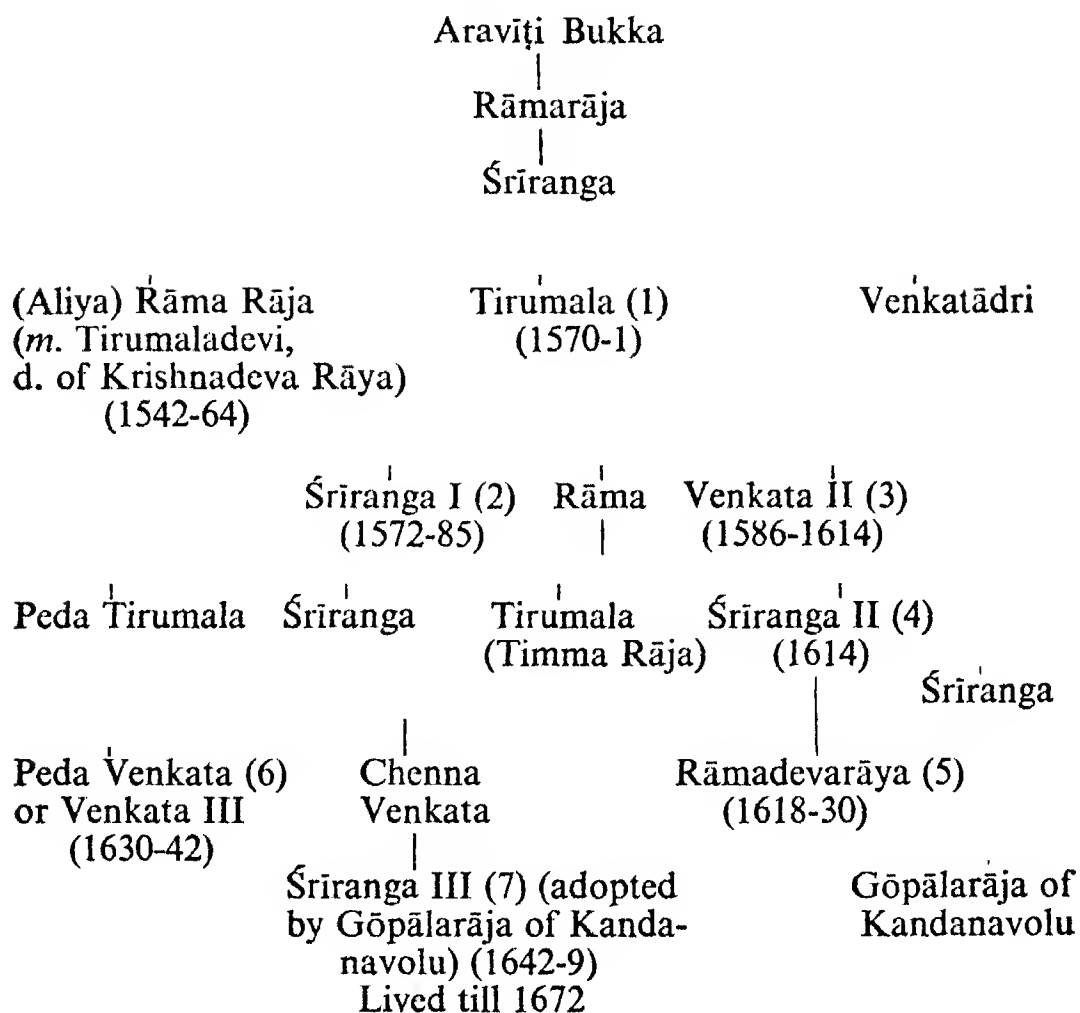 Aravīṭi Bukka
Rāmarāja
Śrīranga
(Aliya) Rāma Rāja Tirumala (1) Venkatādri
(m. Tirumaladevi, (1570-1)
d. of Krishnadeva Rāya)
(1542-64)
Śrīranga I (2) Rāma Venkata II (3)
(1572-85) (1586-1614)
Peda Tirumala Śrīranga Tirumala Śrīranga II (4)
(Timma Rāja) (1614)
Śrīranga
Peda Venkata (6) Chenna Rāmadevarāya (5)
or Venkata III Venkata (1618-30)
(1630-42)
Śrīranga III (7) (adopted Gōpālarāja of
by Gōpālarāja of Kanda- Kandanavolu
navolu) (1642-9)
Lived till 1672